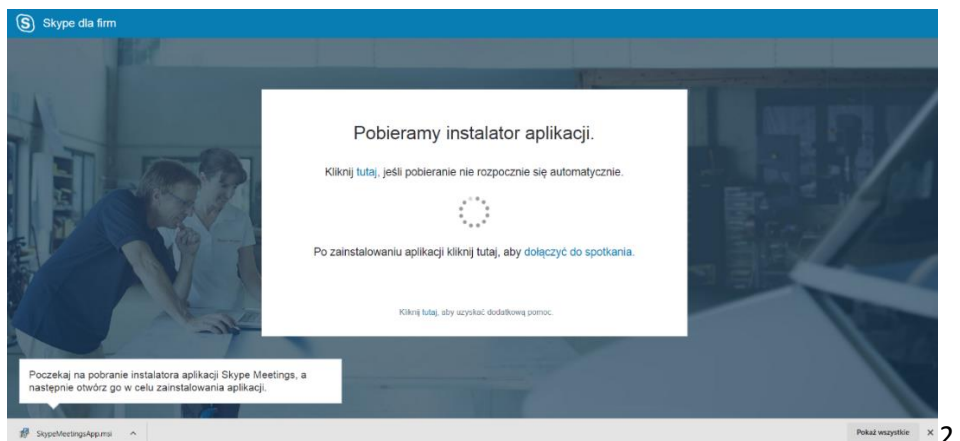 Skype dla firm
Pobieramy instalator aplikacji.
Kliknij tutaj, jeśli pobieranie nie rozpocznie się automatycznie.
Po zainstalowaniu aplikacji kliknij tutaj, aby dołączyć do spotkania.
Kliknij tutaj, aby uzyskać dodatkową pomoc.
Poczekaj na pobranie instalatora aplikacji Skype Meetings, a
następnie otwórz go w celu zainstalowania aplikacji.
SkypeMeetingsApp.msi
Pokaż wszystkie
2